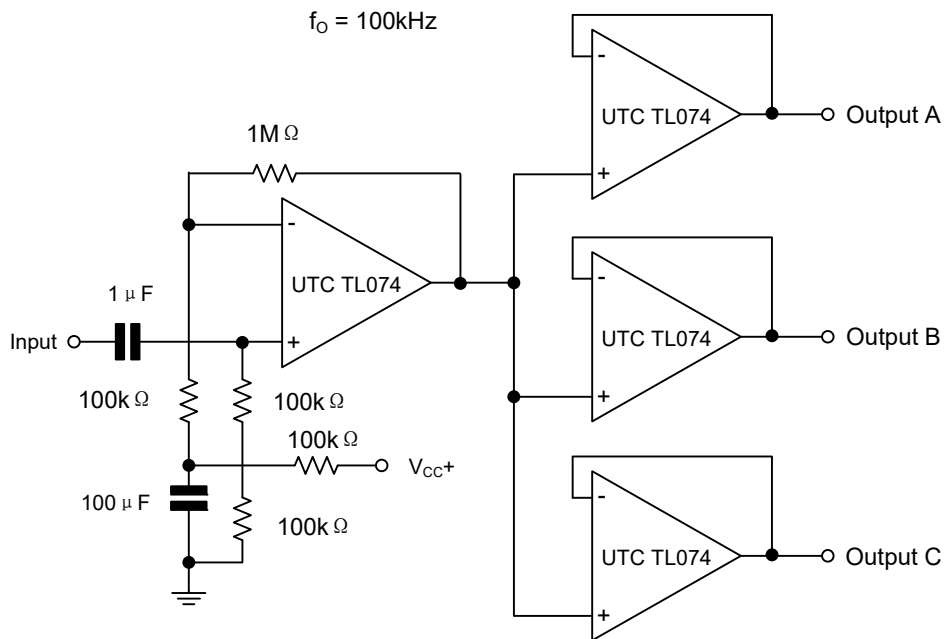 fO = 100kHz
1MΩ
-
UTC TL074
+
1μF
Input
100kΩ
100kΩ
100kΩ
VCC+
100μF
100kΩ
-
UTC TL074
+
Output A
-
UTC TL074
+
Output B
-
UTC TL074
+
Output C